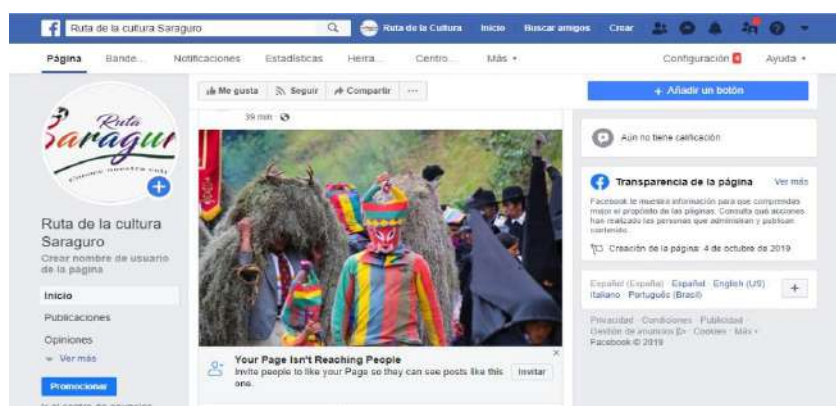 Ruta de la cultura Saraguro
Ruta de la Cultura
Inicio
Buscar amigos
Crear
Página
Bande...
Notificaciones
Estadísticas
Herra...
Centro...
Más
Configuración
Ayuda
Ruta
Saragu
Ruta de la cultura
Saraguro
Crear nombre de usuario
de la página
Inicio
Publicaciones
Opiniones
Ver más
Promocionar
Me gusta
Seguir
Compartir
39 min
Your Page Isn't Reaching People
Invite people to like your Page so they can see posts like this
one.
Invitar
+ Añadir un botón
Aún no tiene calificación
Transparencia de la página
Ver más
Facebook te muestra información para que comprendas
mejor el propósito de las páginas. Consulta qué acciones
han realizado las personas que administran y publican
contenido.
Creación de la página: 4 de octubre de 2019
Español (España) · Español · English (US) ·
Italiano · Português (Brasil)
Privacidad · Condiciones · Publicidad ·
Gestión de anuncios · Cookies · Más
Facebook © 2019